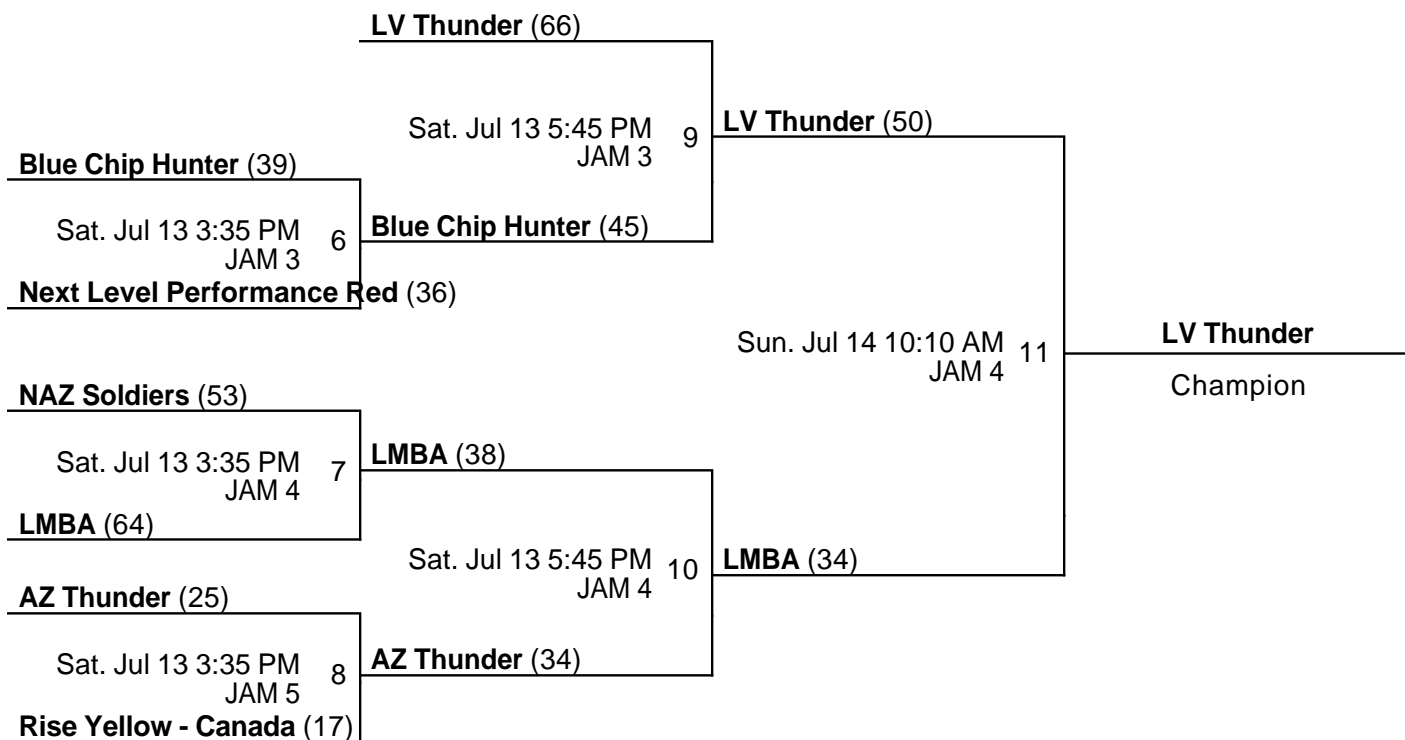 LV Thunder (66)
Sat. Jul 13 5:45 PM
JAM 3
9
LV Thunder (50)
Blue Chip Hunter (39)
Sat. Jul 13 3:35 PM
JAM 3
6
Blue Chip Hunter (45)
Next Level Performance Red (36)
Sun. Jul 14 10:10 AM
JAM 4
11
LV Thunder
Champion
NAZ Soldiers (53)
Sat. Jul 13 3:35 PM
JAM 4
7
LMBA (38)
LMBA (64)
Sat. Jul 13 5:45 PM
JAM 4
10
LMBA (34)
AZ Thunder (25)
Sat. Jul 13 3:35 PM
JAM 5
8
AZ Thunder (34)
Rise Yellow - Canada (17)